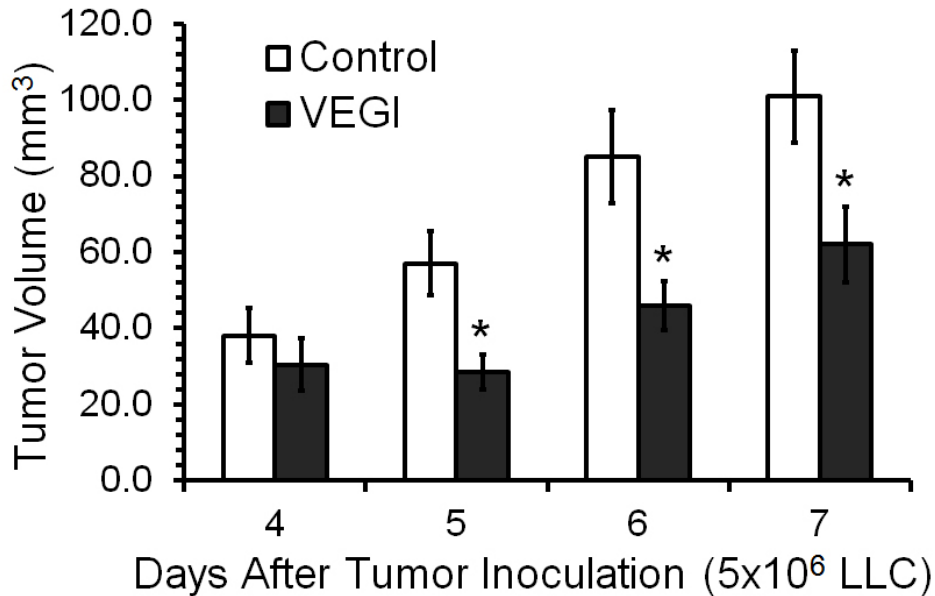 120.0
100.0
80.0
60.0
40.0
20.0
0.0
Tumor Volume (mm³)
Control
VEGI
*
*
*
4 5 6 7
Days After Tumor Inoculation (5x10⁶ LLC)